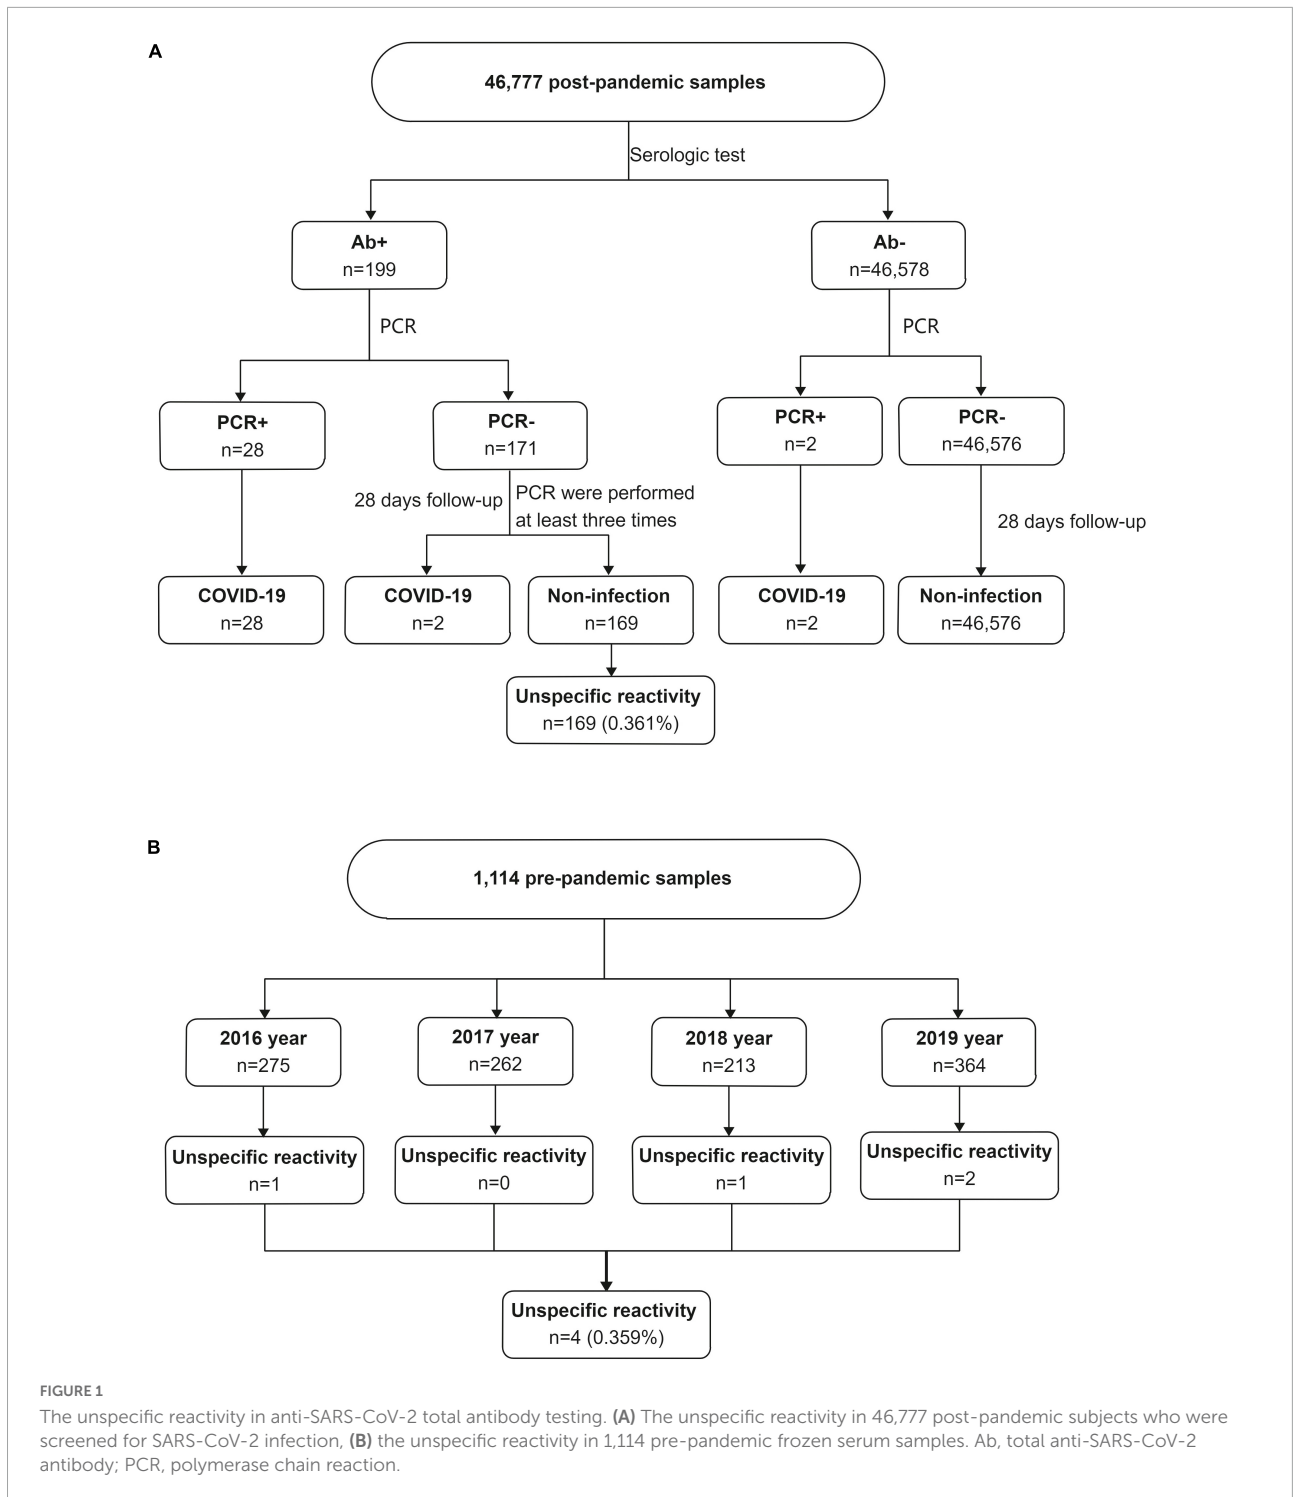 A
46,777 post-pandemic samples
Serologic test
Ab+
n=199
Ab-
n=46,578
PCR
PCR
PCR+
n=28
PCR-
n=171
PCR+
n=2
PCR-
n=46,576
28 days follow-up
PCR were performed
at least three times
28 days follow-up
COVID-19
n=28
COVID-19
n=2
Non-infection
n=169
COVID-19
n=2
Non-infection
n=46,576
Unspecific reactivity
n=169 (0.361%)
B
1,114 pre-pandemic samples
2016 year
n=275
2017 year
n=262
2018 year
n=213
2019 year
n=364
Unspecific reactivity
n=1
Unspecific reactivity
n=0
Unspecific reactivity
n=1
Unspecific reactivity
n=2
Unspecific reactivity
n=4 (0.359%)
FIGURE 1
The unspecific reactivity in anti-SARS-CoV-2 total antibody testing. (A) The unspecific reactivity in 46,777 post-pandemic subjects who were
screened for SARS-CoV-2 infection, (B) the unspecific reactivity in 1,114 pre-pandemic frozen serum samples. Ab, total anti-SARS-CoV-2
antibody; PCR, polymerase chain reaction.